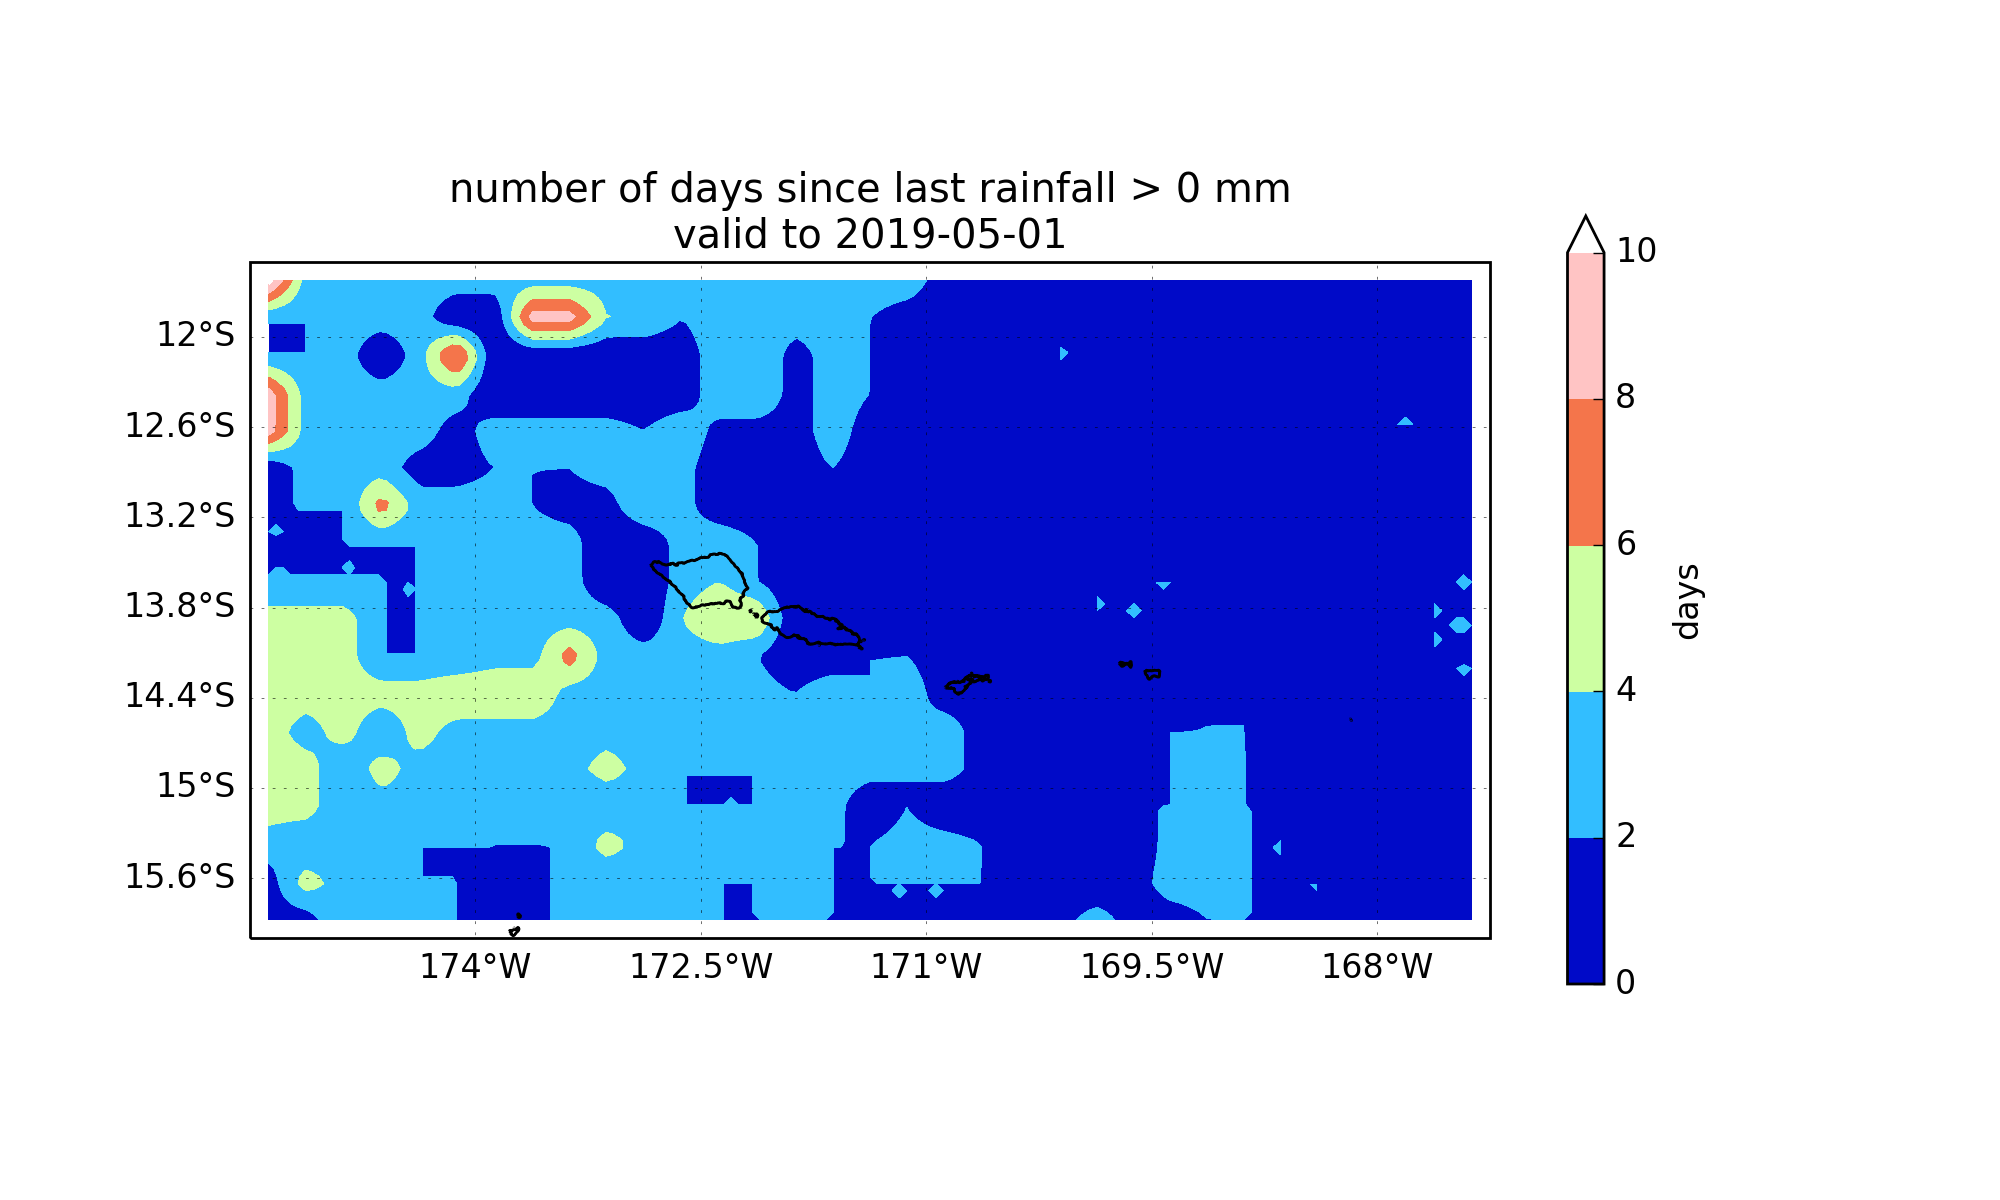 number of days since last rainfall > 0 mm
valid to 2019-05-01
12°S
12.6°S
13.2°S
13.8°S
14.4°S
15°S
15.6°S
174°W
172.5°W
171°W
169.5°W
168°W
10
8
6
4
2
0
days